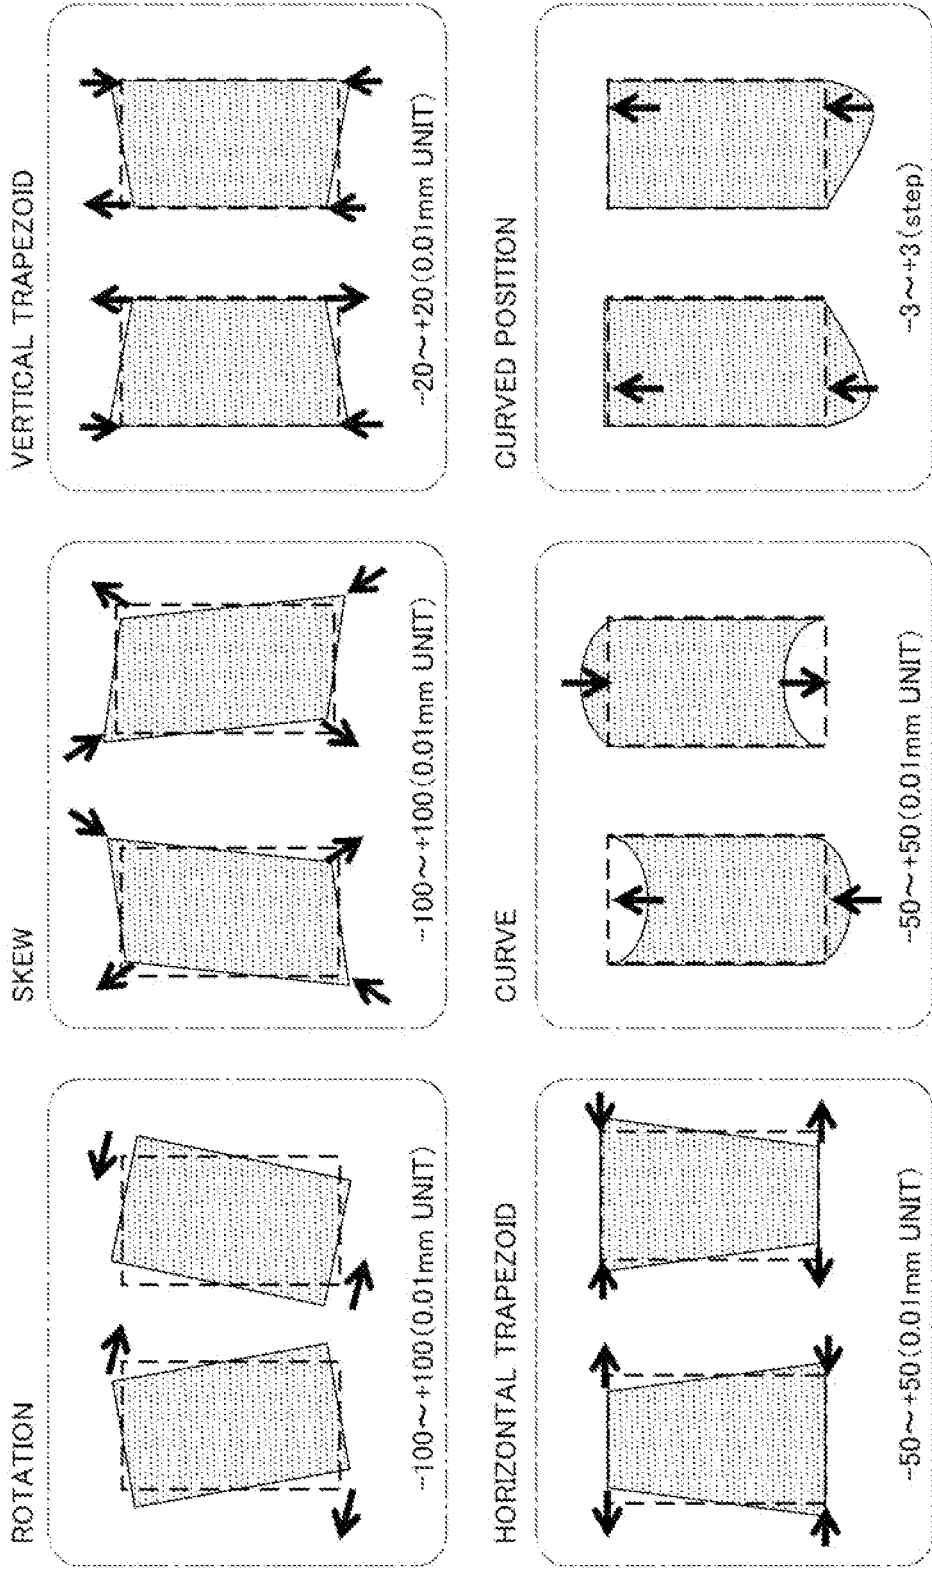 ROTATION
-100～+100(0.01mm UNIT)
SKEW
-100～+100(0.01mm UNIT)
VERTICAL TRAPEZOID
-20～+20(0.01mm UNIT)
HORIZONTAL TRAPEZOID
-50～+50(0.01mm UNIT)
CURVE
-50～+50(0.01mm UNIT)
CURVED POSITION
-3～+3(step)